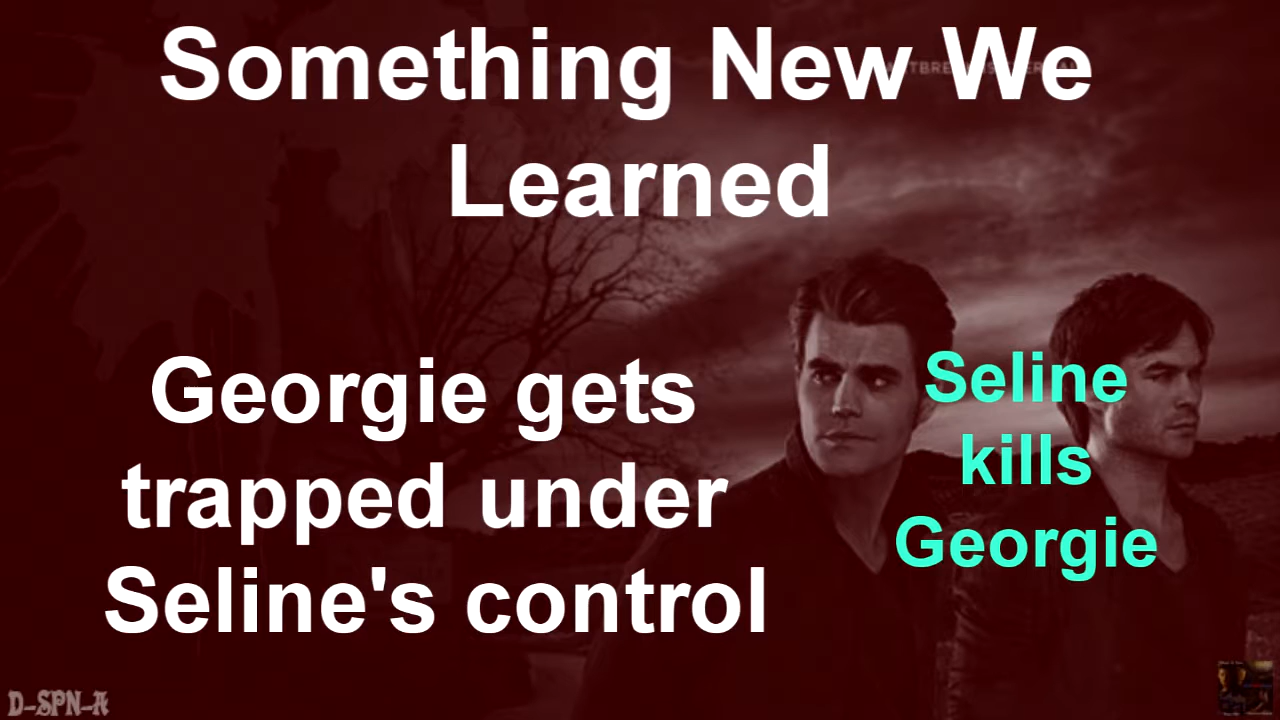 Something New We
Learned
Georgie gets
trapped under
Seline's control
Seline
kills
Georgie
D-SPN-A